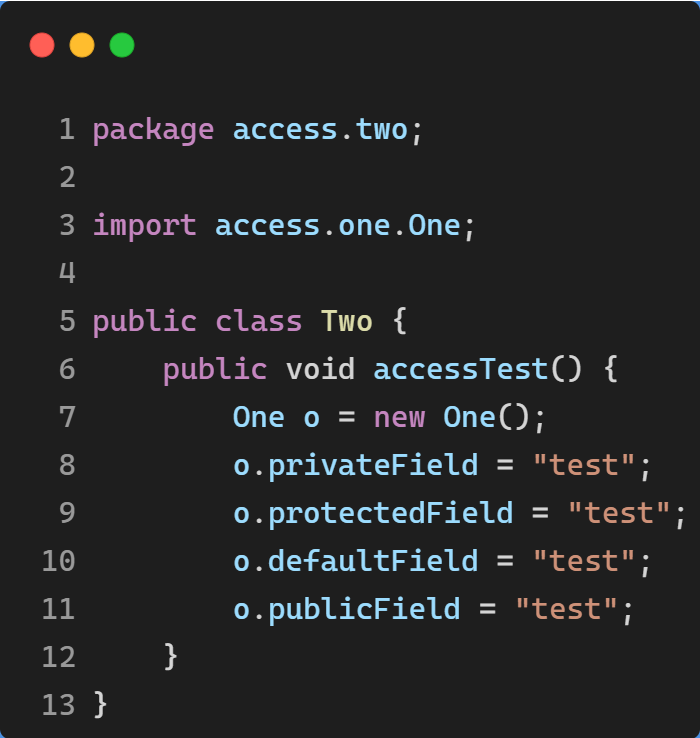 1 package access.two;
2
3 import access.one.One;
4
5 public class Two {
6     public void accessTest() {
7         One o = new One();
8         o.privateField = "test";
9         o.protectedField = "test";
10         o.defaultField = "test";
11         o.publicField = "test";
12     }
13 }